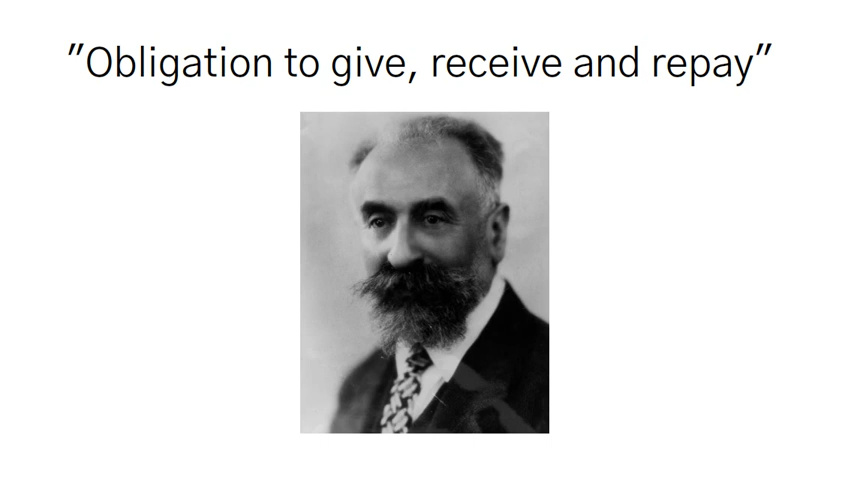 ”Obligation to give, receive and repay”